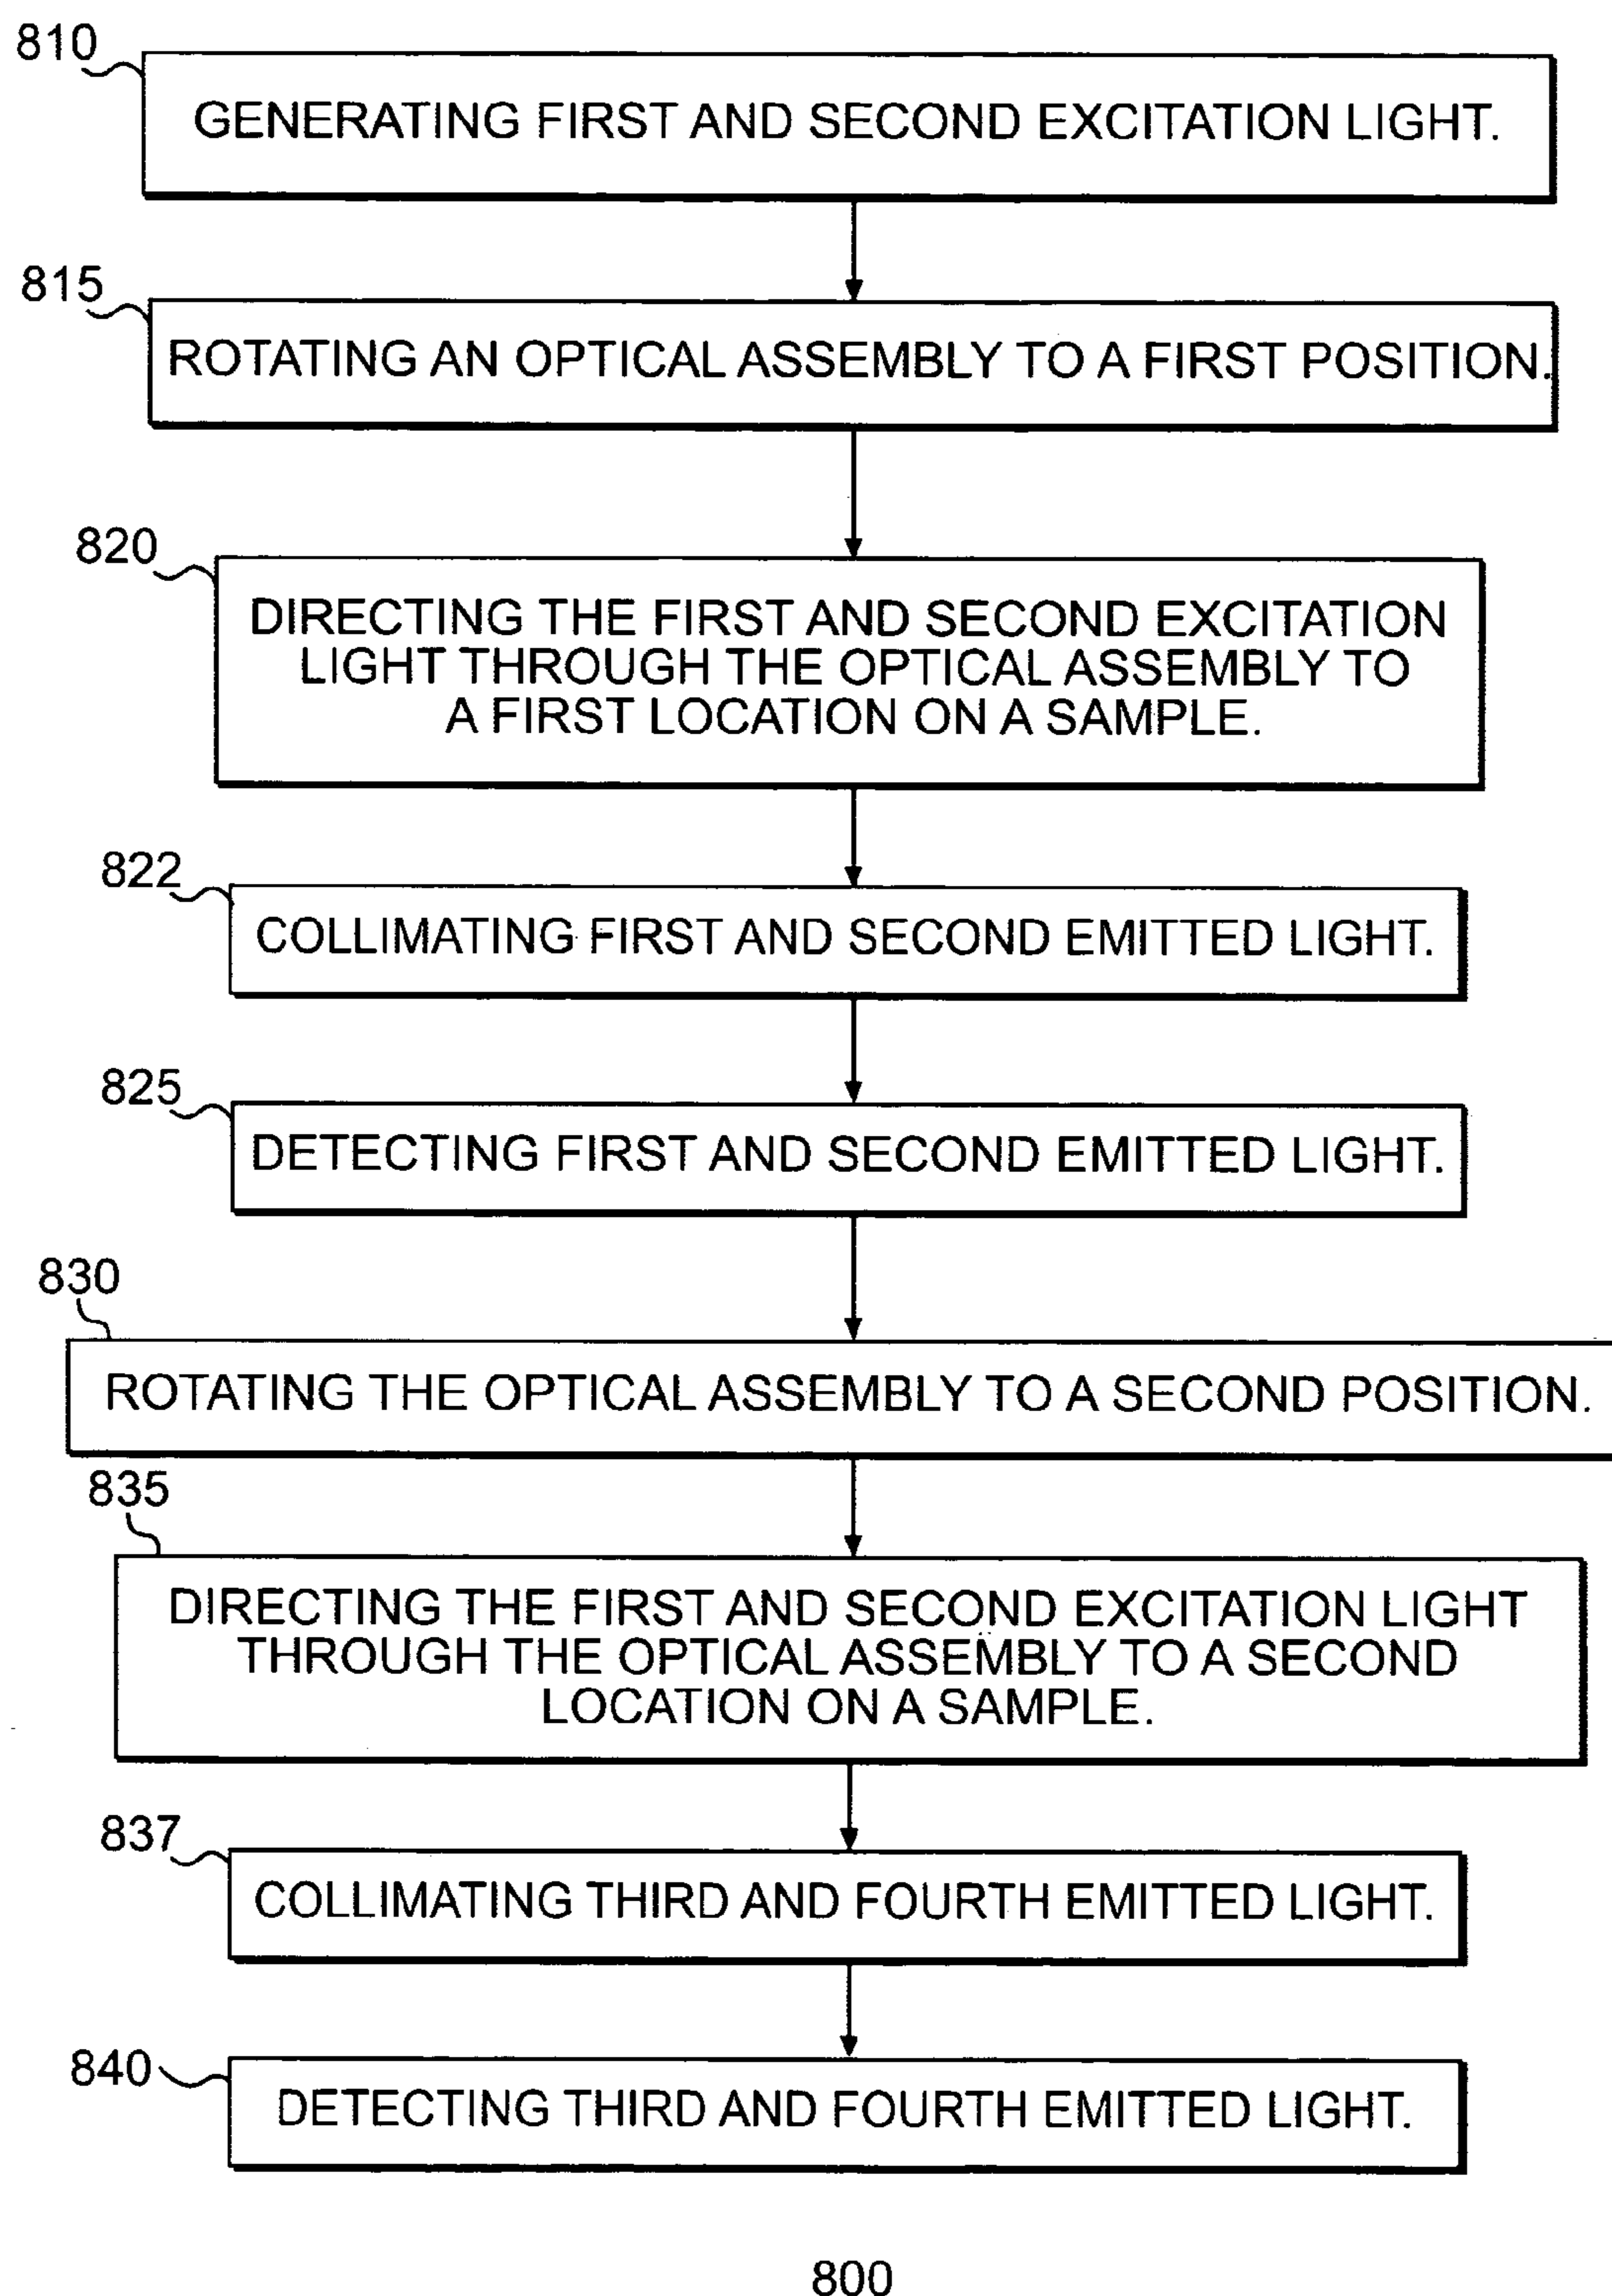 810
GENERATING FIRST AND SECOND EXCITATION LIGHT.
815
ROTATING AN OPTICAL ASSEMBLY TO A FIRST POSITION.
820
DIRECTING THE FIRST AND SECOND EXCITATION
LIGHT THROUGH THE OPTICAL ASSEMBLY TO
A FIRST LOCATION ON A SAMPLE.
822
COLLIMATING FIRST AND SECOND EMITTED LIGHT.
825
DETECTING FIRST AND SECOND EMITTED LIGHT.
830
ROTATING THE OPTICAL ASSEMBLY TO A SECOND POSITION.
835
DIRECTING THE FIRST AND SECOND EXCITATION LIGHT
THROUGH THE OPTICAL ASSEMBLY TO A SECOND
LOCATION ON A SAMPLE.
837
COLLIMATING THIRD AND FOURTH EMITTED LIGHT.
840
DETECTING THIRD AND FOURTH EMITTED LIGHT.
800